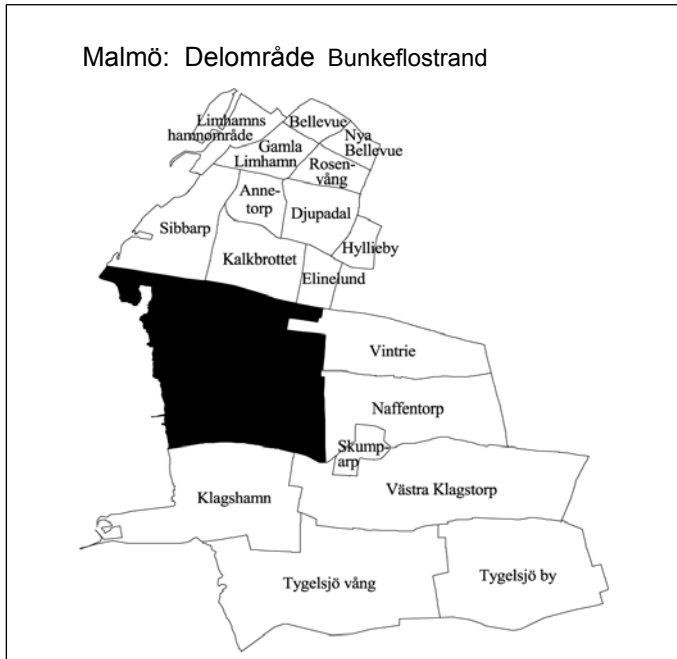 Malmö: Delområde Bunkeflostrand
Limhamns
hamnområde
Bellevue
Nya
Bellevue
Gamla
Limhamn
Rosen-
vång
Anne-
torp
Djupadal
Sibbarp
Hyllieby
Kalkbrottet
Elinelund
Vintrie
Naffentorp
Skump-
arp
Västra Klagstorp
Klagshamn
Tygelsjö vång
Tygelsjö by